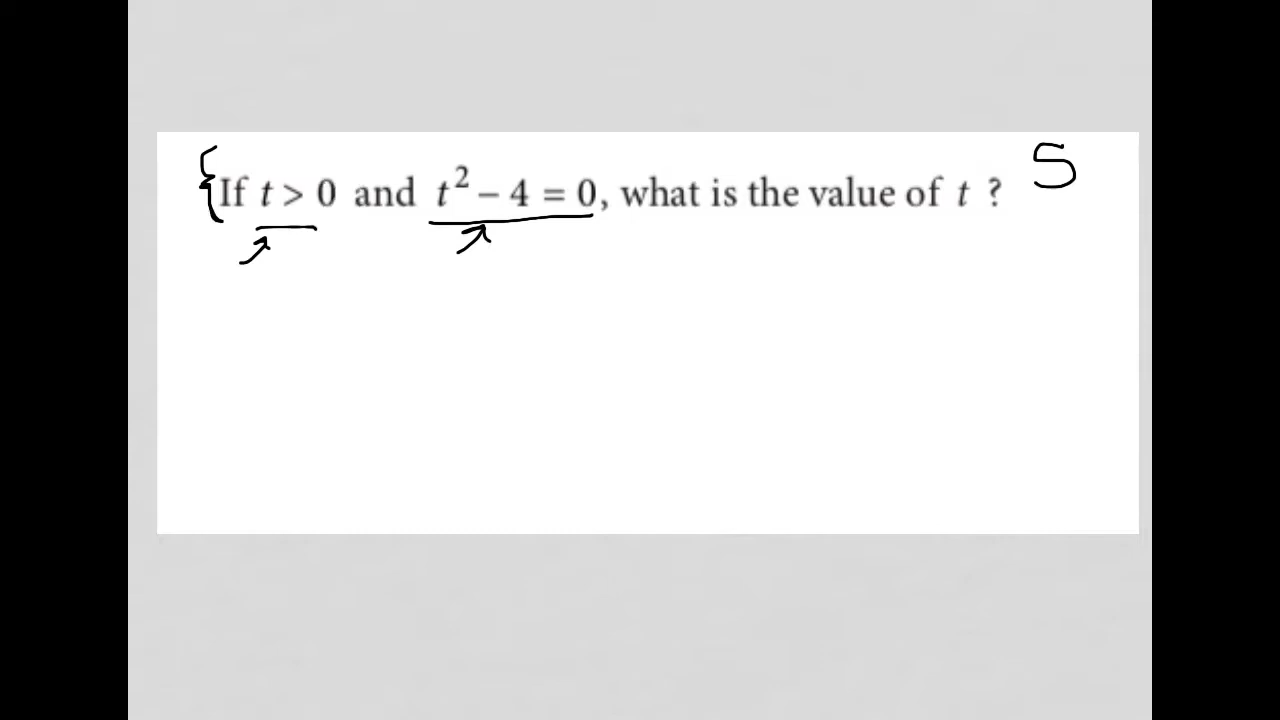 If t > 0 and t² – 4 = 0, what is the value of t ? 5